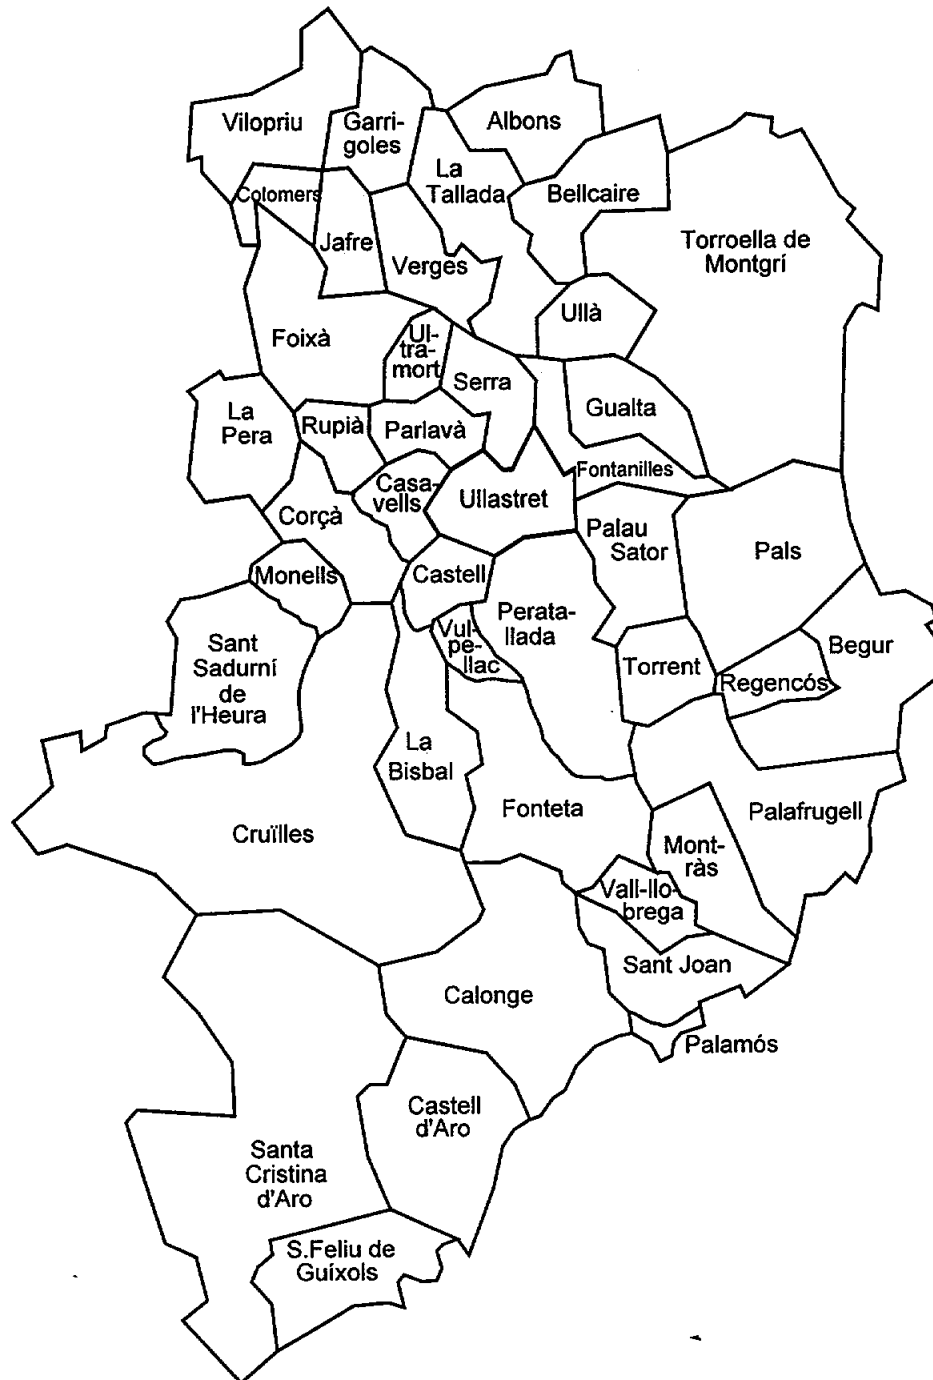 Vilopriu
Garri-
goles
Albons
La
Tallada
Colomers
Bellcaire
Jafre
Verges
Torroella de
Montgrí
Ullà
Foixà
Ul-
tra-
mort
Serra
La
Pera
Rupià
Parlavà
Gualta
Fontanilles
Casa-
vells
Ullastret
Corçà
Palau
Sator
Pals
Monells
Castell
Perata-
llada
Vul-
pe-
llac
Sant
Sadurní
de
l'Heura
Torrent
Regencós
Begur
La
Bisbal
Cruïlles
Fonteta
Palafrugell
Mont-
ràs
Vall-llo-
brega
Sant Joan
Calonge
Palamós
Castell
d'Aro
Santa
Cristina
d'Aro
S.Feliu de
Guíxols